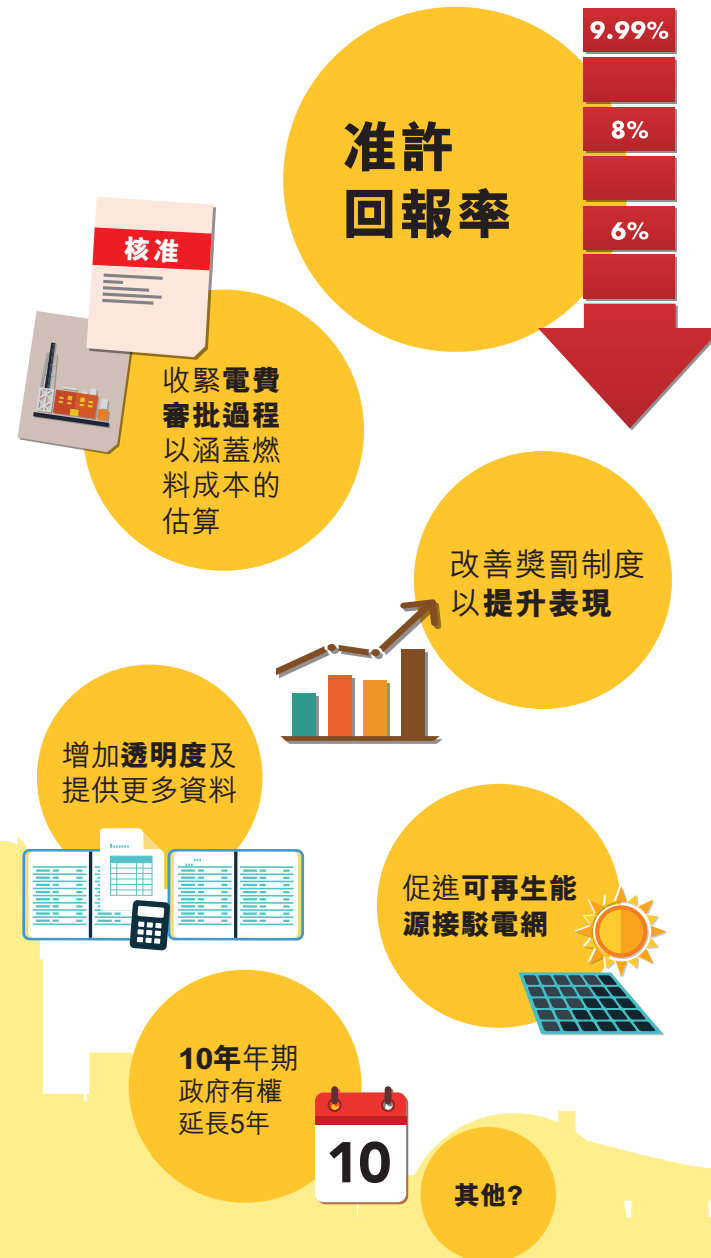 9.99%
8%
6%
准許
回報率
核准
收緊電費
審批過程
以涵蓋燃
料成本的
估算
改善獎罰制度
以提升表現
增加透明度及
提供更多資料
促進可再生能
源接駁電網
10年年期
政府有權
延長5年
10
其他?